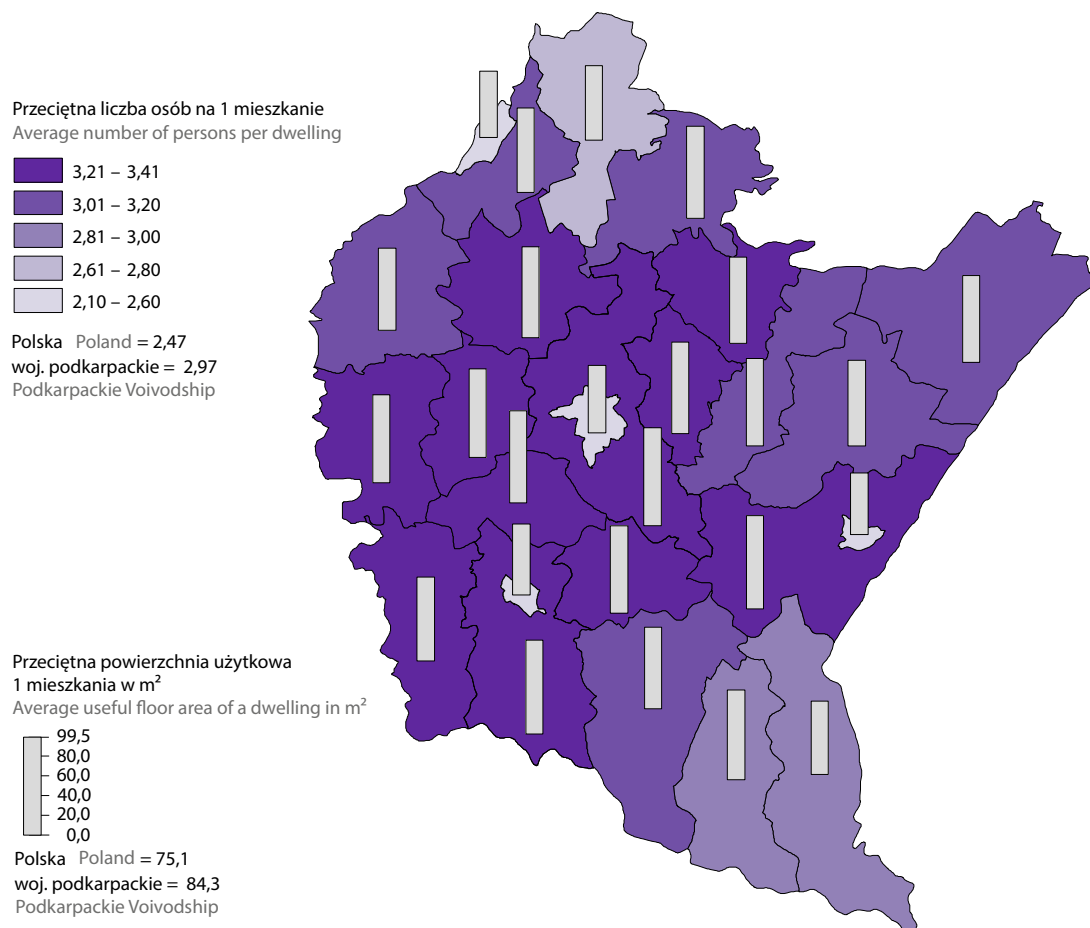 Przeciętna liczba osób na 1 mieszkanie
Average number of persons per dwelling
3,21 – 3,41
3,01 – 3,20
2,81 – 3,00
2,61 – 2,80
2,10 – 2,60
Polska Poland = 2,47
woj. podkarpackie = 2,97
Podkarpackie Voivodship
Przeciętna powierzchnia użytkowa
1 mieszkania w m²
Average useful floor area of a dwelling in m²
99,5
80,0
60,0
40,0
20,0
0,0
Polska Poland = 75,1
woj. podkarpackie = 84,3
Podkarpackie Voivodship